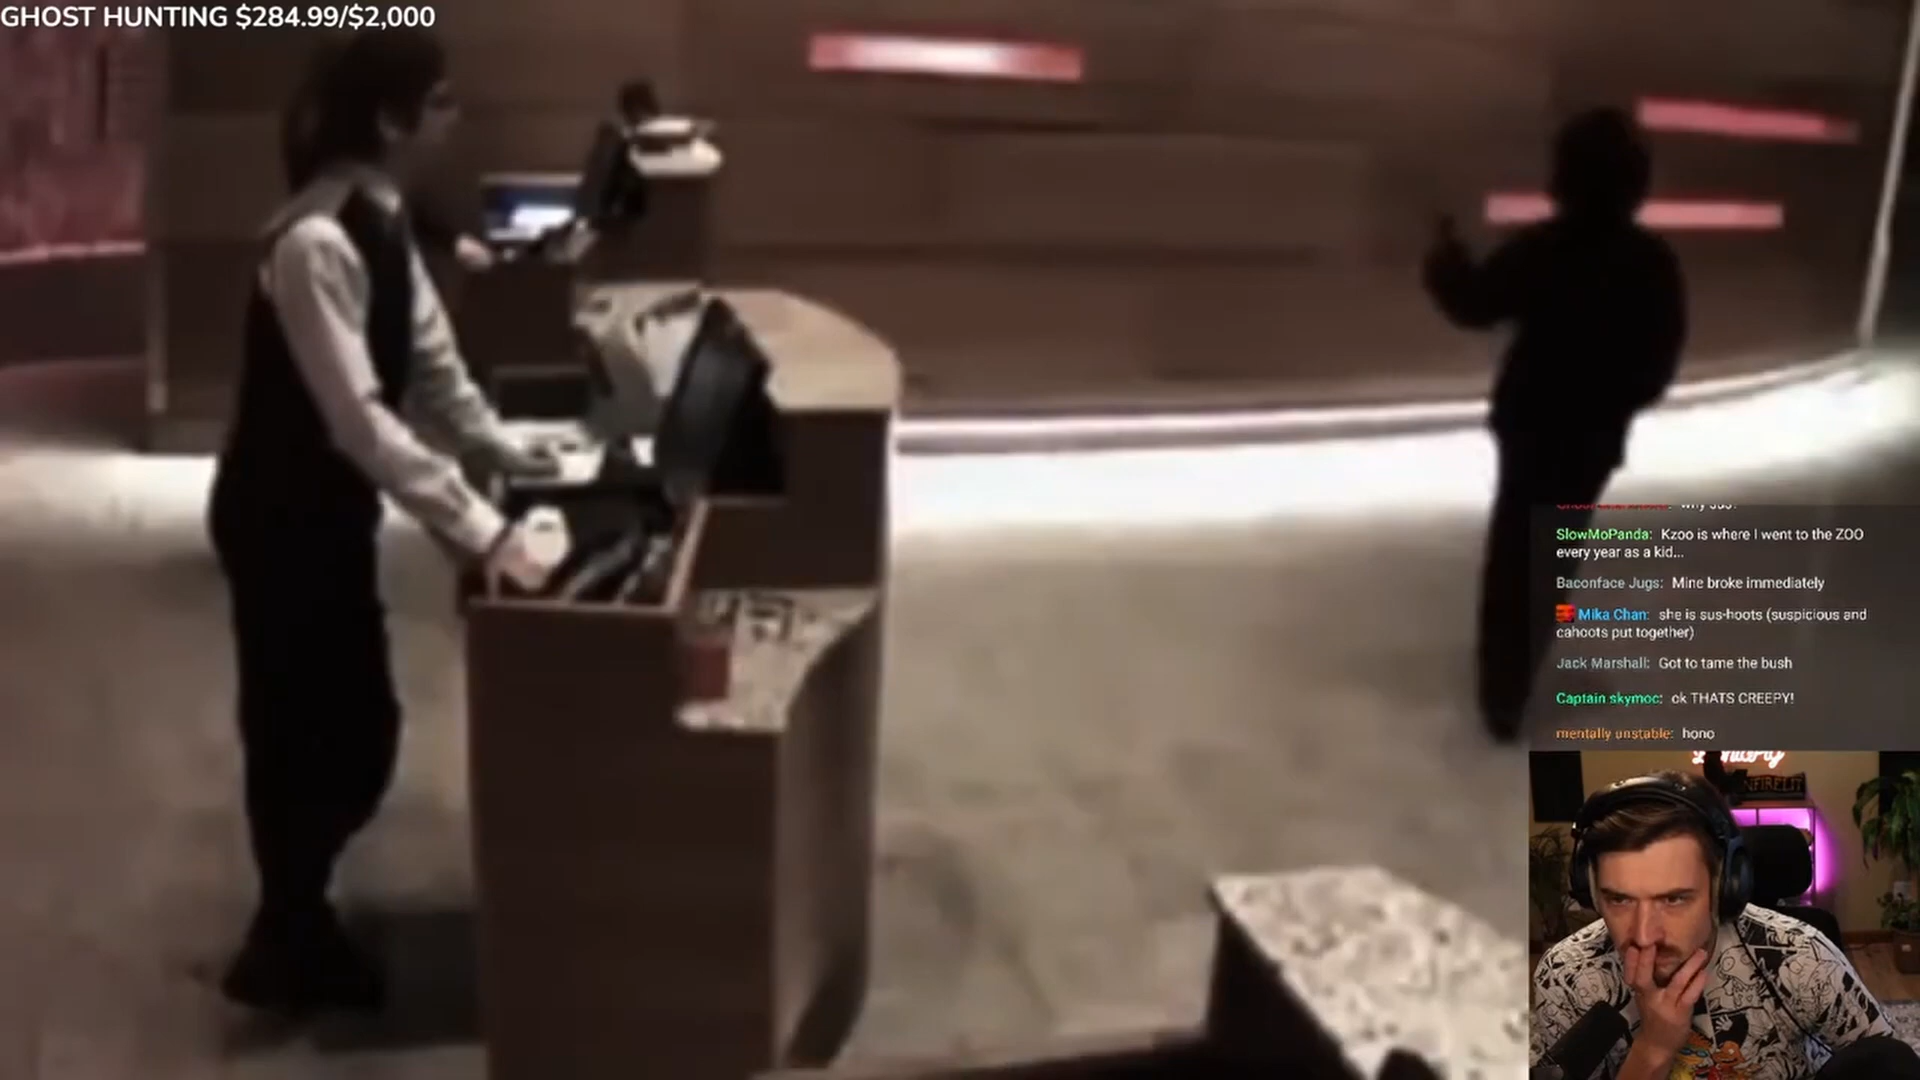 GHOST HUNTING $284.99/$2,000
SlowMoPanda: Kzoo is where I went to the ZOO
every year as a kid...
Baconface Jugs: Mine broke immediately
Mika Chan: she is sus-hoots (suspicious and
cahoots put together)
Jack Marshall: Got to tame the bush
Captain skymoc: ok THATS CREEPY!
mentally unstable: hono